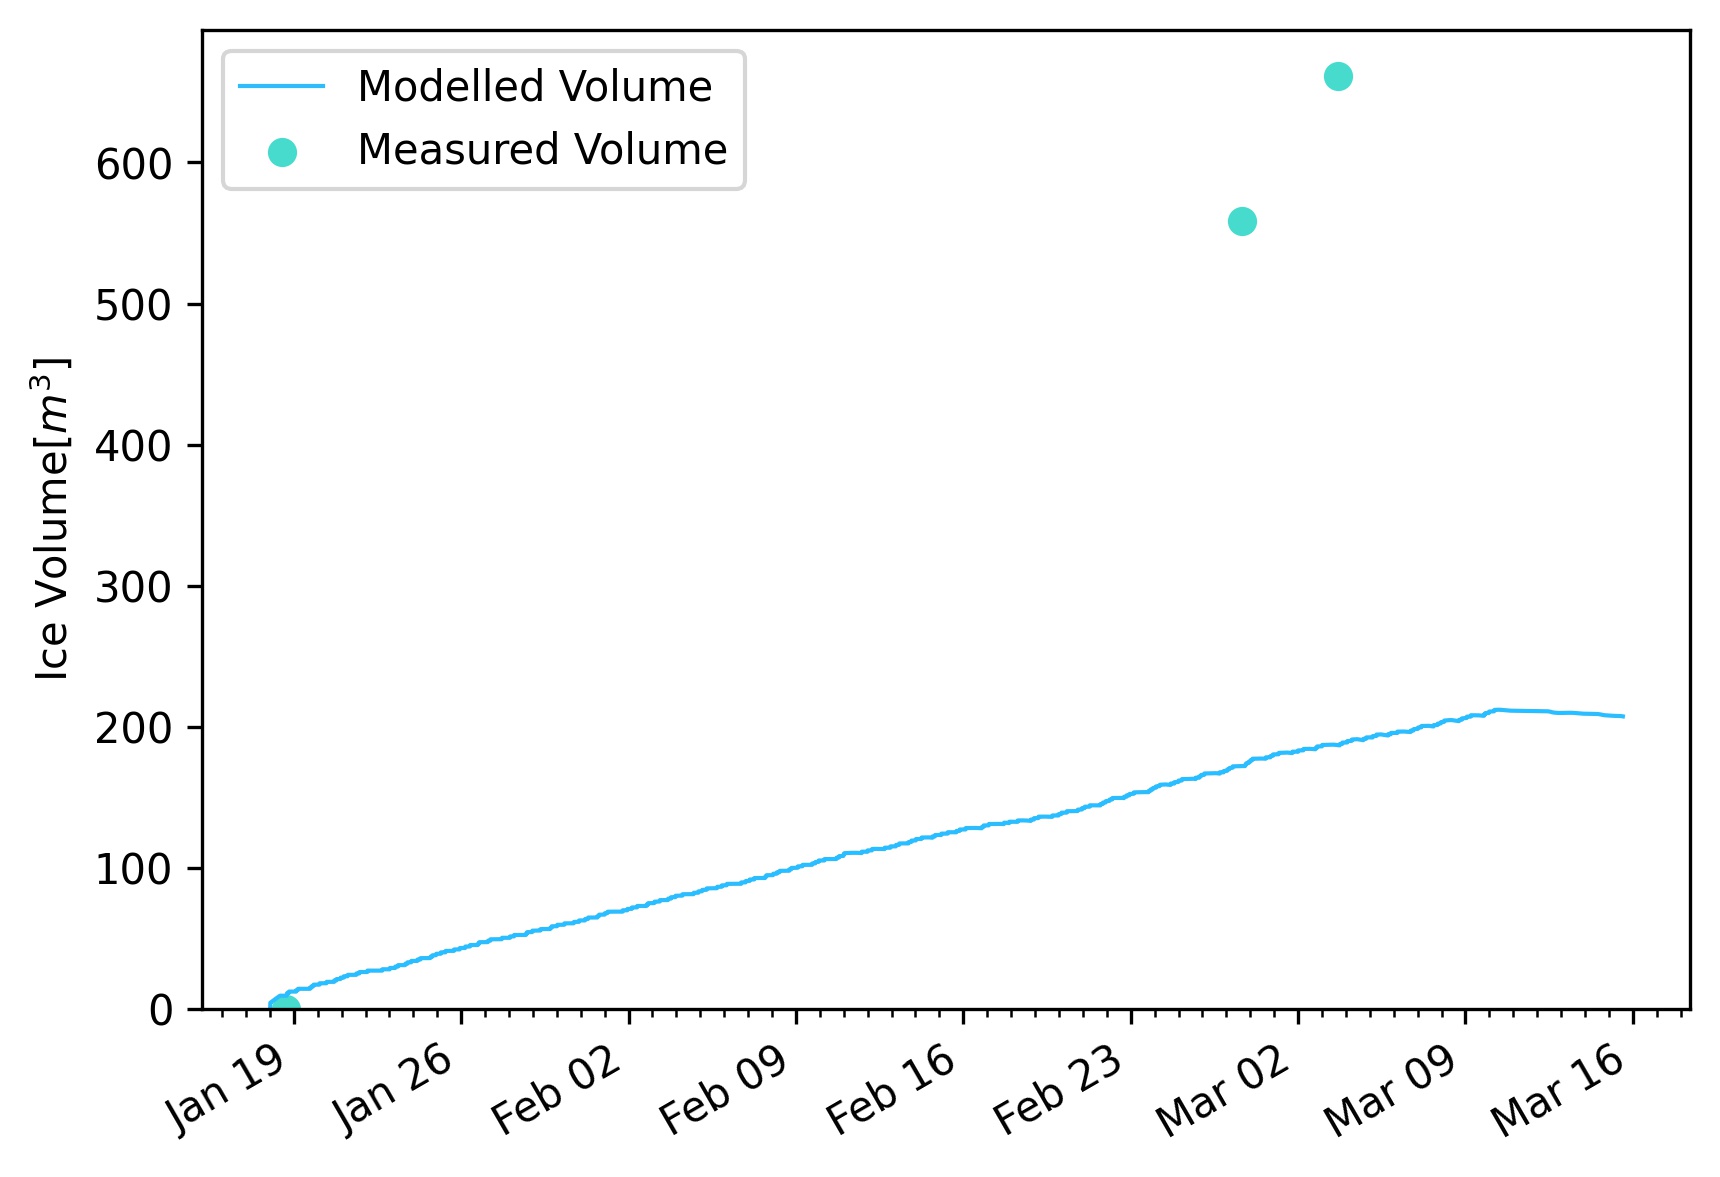 Modelled Volume
Measured Volume
Ice Volume[$m^3$]
600
500
400
300
200
100
0
Jan 19
Jan 26
Feb 02
Feb 09
Feb 16
Feb 23
Mar 02
Mar 09
Mar 16